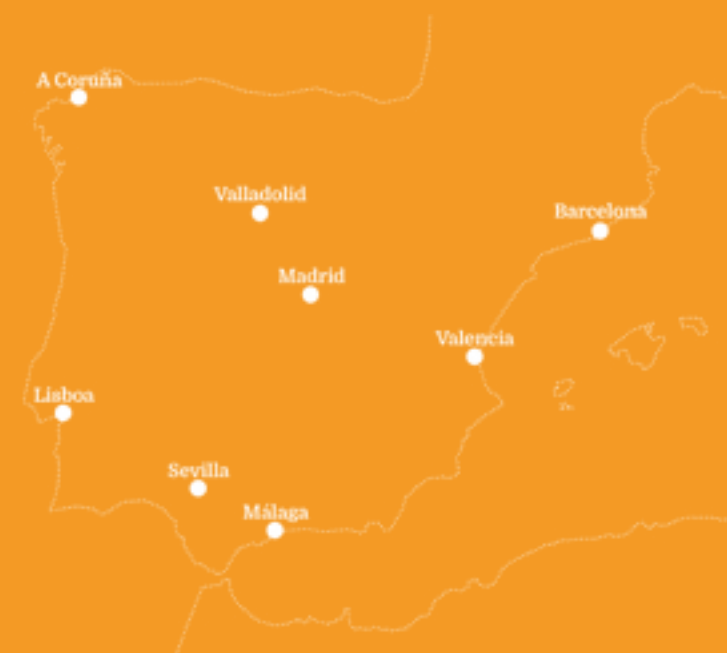 A Coruña
Valladolid
Barcelona
Madrid
Valencia
Lisboa
Sevilla
Málaga